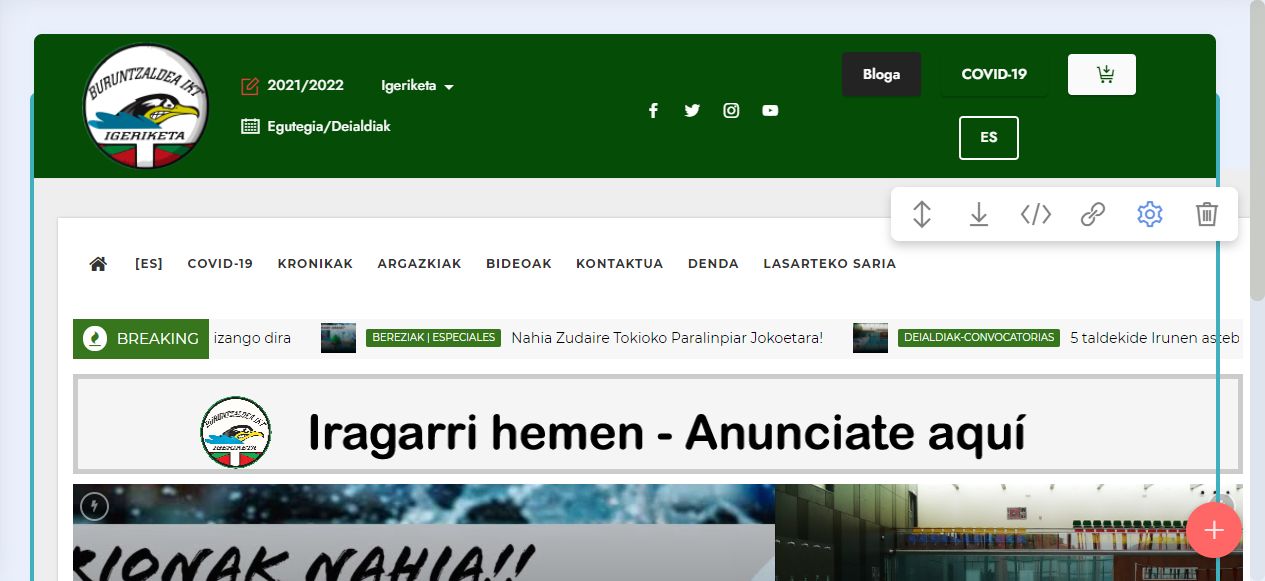 BURUNTZALDEA IKT
IGERIKETA
2021/2022
Igeriketa
Egutegia/Deialdiak
Bloga
COVID-19
ES
[ES]
COVID-19
KRONIKAK
ARGAZKIAK
BIDEOAK
KONTAKTUA
DENDA
LASARTEKO SARIA
BREAKING
izango dira
BEREZIAK | ESPECIALES
Nahia Zudaire Tokioko Paralinpiar Jokoetara!
DEIALDIAK-CONVOCATORIAS
5 taldekide Irunen asteb
BURUNTZALDEA IKT
IGERIKETA
Iragarri hemen - Anunciate aquí
RIONAK NAHIA!!